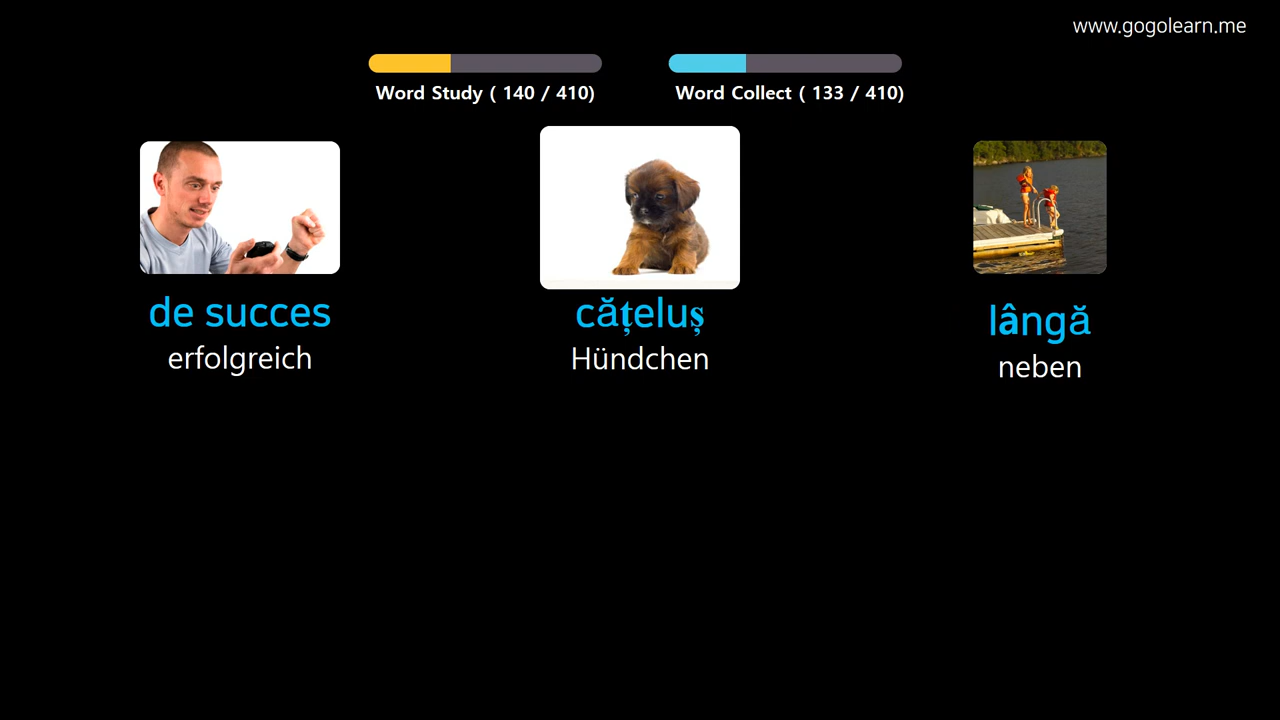 www.gogolearn.me
Word Study ( 140 / 410)
Word Collect ( 133 / 410)
de succes
erfolgreich
cățeluș
Hündchen
lângă
neben